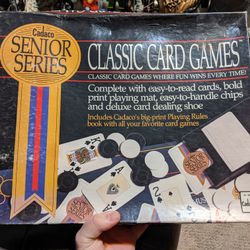 Cadaco
SENIOR
SERIES
CLASSIC CARD GAMES
CLASSIC CARD GAMES WHERE FUN WINS EVERY TIME!
Complete with easy-to-read cards, bold
print playing mat, easy-to-handle chips
and deluxe card dealing shoe
Includes Cadaco's big-print Playing Rules
book with all your favorite card games